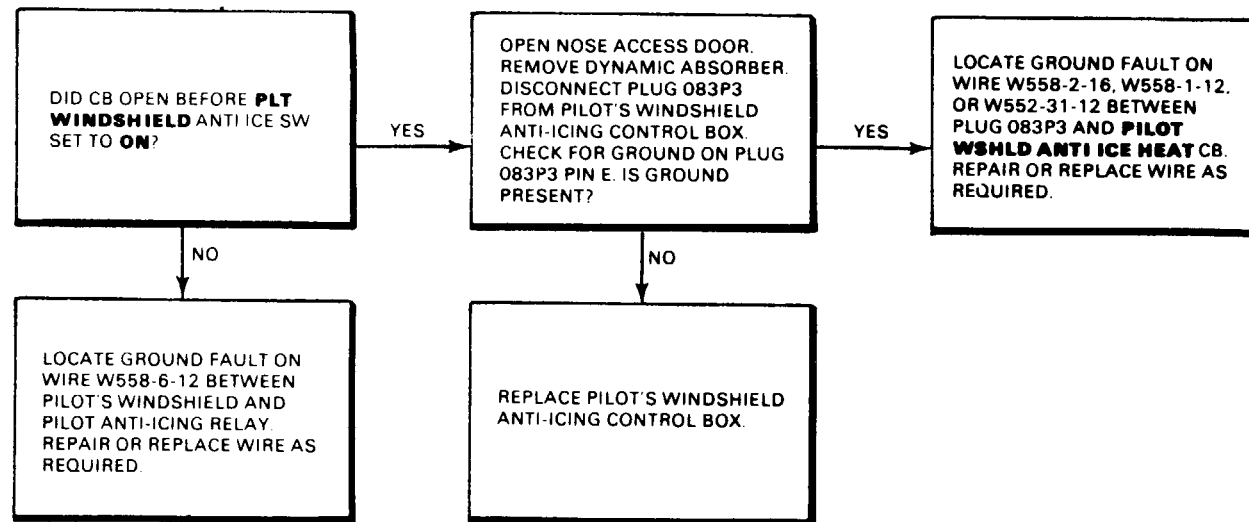 DID CB OPEN BEFORE PLT
WINDSHIELD ANTI ICE SW
SET TO ON?
YES
OPEN NOSE ACCESS DOOR.
REMOVE DYNAMIC ABSORBER.
DISCONNECT PLUG 083P3
FROM PILOT'S WINDSHIELD
ANTI-ICING CONTROL BOX.
CHECK FOR GROUND ON PLUG
083P3 PIN E. IS GROUND
PRESENT?
YES
LOCATE GROUND FAULT ON
WIRE W558-2-16, W558-1-12,
OR W552-31-12 BETWEEN
PLUG 083P3 AND PILOT
WSHLD ANTI ICE HEAT CB.
REPAIR OR REPLACE WIRE AS
REQUIRED.
NO
NO
LOCATE GROUND FAULT ON
WIRE W558-6-12 BETWEEN
PILOT'S WINDSHIELD AND
PILOT ANTI-ICING RELAY.
REPAIR OR REPLACE WIRE AS
REQUIRED.
REPLACE PILOT'S WINDSHIELD
ANTI-ICING CONTROL BOX.